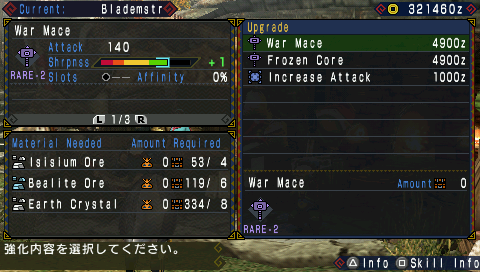 Current: Blademstr
321460z
War Mace
Attack 140
Shrpnss +1
Slots ●—— Affinity 0%
RARE-2
L 1/3 R
Material Needed Amount Required
Isisium Ore 0 53/ 4
Bealite Ore 0 119/ 6
Earth Crystal 0 334/ 8
Upgrade
War Mace 4900z
Frozen Core 4900z
Increase Attack 1000z
War Mace Amount 0
RARE-2
強化内容を選択してください。
△ Info □ Skill Info